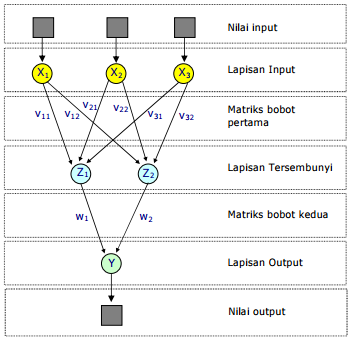 Nilai input
X1 X2 X3
Lapisan Input
v11 v12 v21 v22 v31 v32
Matriks bobot
pertama
Z1 Z2
Lapisan Tersembunyi
w1 w2
Matriks bobot kedua
Y
Lapisan Output
Nilai output